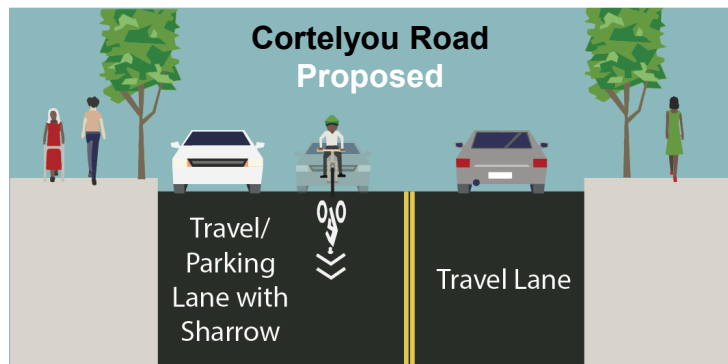 Cortelyou Road
Proposed
Travel/
Parking
Lane with
Sharrow
Travel Lane